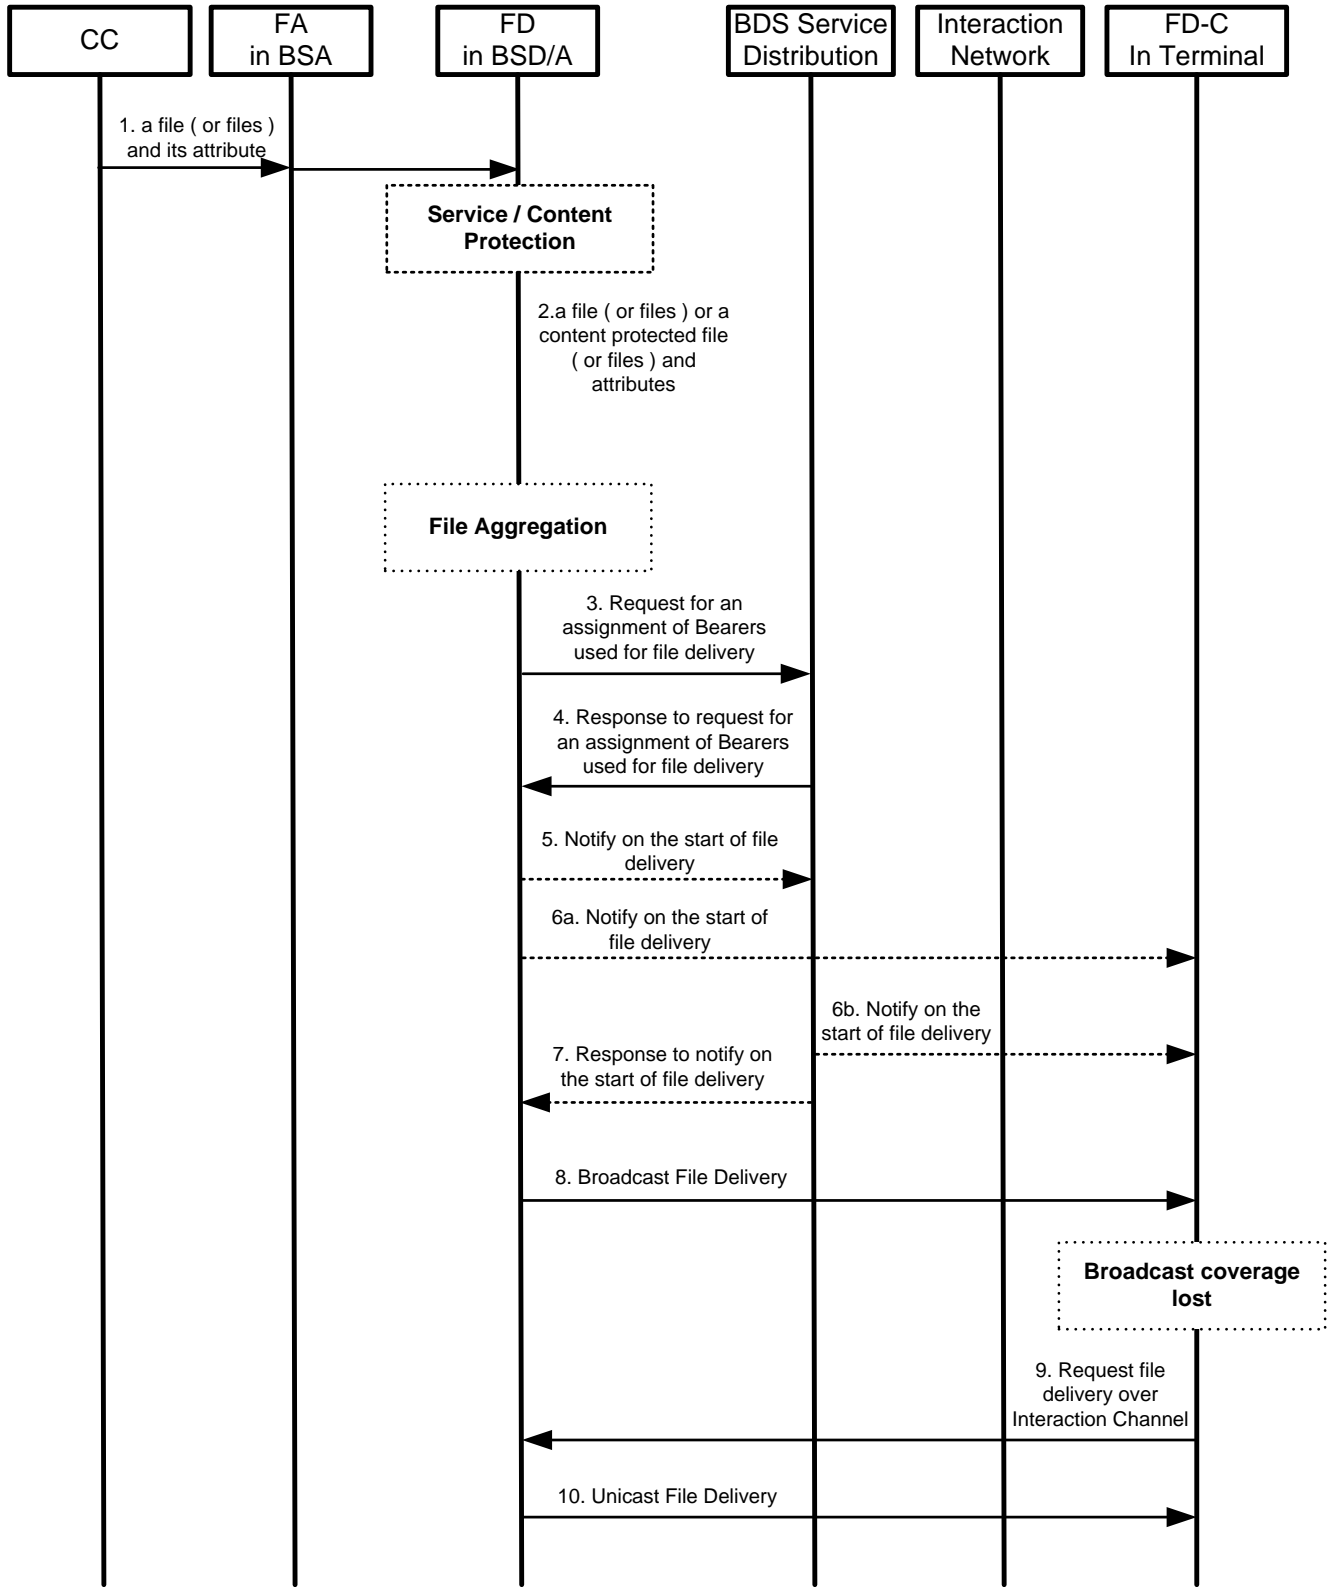 CC
FA
in BSA
FD
in BSD/A
BDS Service
Distribution
Interaction
Network
FD-C
In Terminal
1. a file ( or files )
and its attribute
Service / Content
Protection
2.a file ( or files ) or a
content protected file
( or files ) and
attributes
File Aggregation
3. Request for an
assignment of Bearers
used for file delivery
4. Response to request for
an assignment of Bearers
used for file delivery
5. Notify on the start of file
delivery
6a. Notify on the start of
file delivery
6b. Notify on the
start of file delivery
7. Response to notify on
the start of file delivery
8. Broadcast File Delivery
Broadcast coverage
lost
9. Request file
delivery over
Interaction Channel
10. Unicast File Delivery